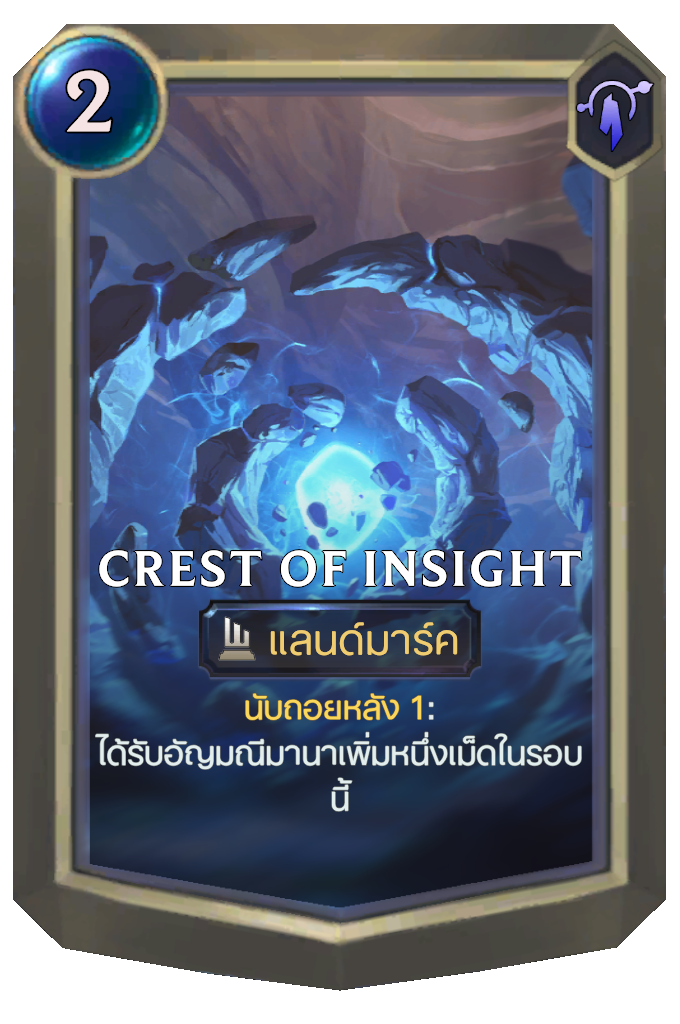 2
CREST OF INSIGHT
แลนด์มาร์ค
นับถอยหลัง 1:
ได้รับอัญมณีมานาเพิ่มหนึ่งเม็ดในรอบ
นี้